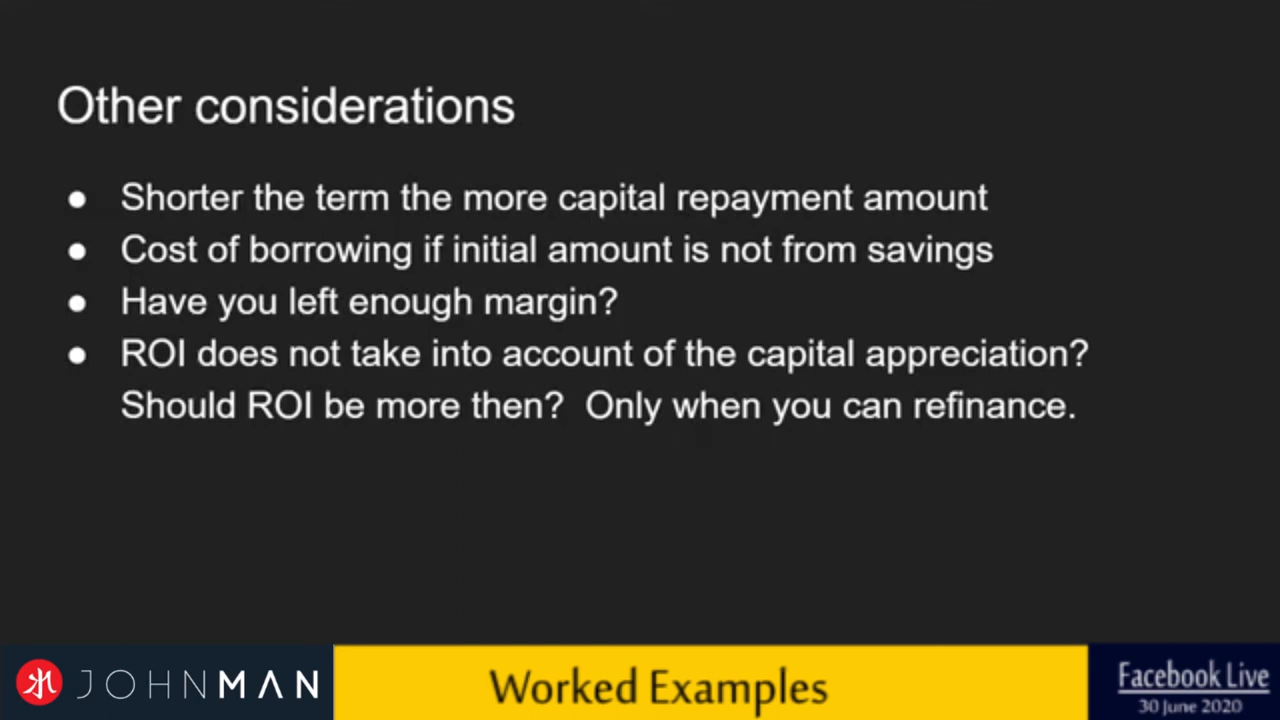 Other considerations
● Shorter the term the more capital repayment amount
● Cost of borrowing if initial amount is not from savings
● Have you left enough margin?
● ROI does not take into account of the capital appreciation?
Should ROI be more then?  Only when you can refinance.
JOHNMAN
Worked Examples
Facebook Live
30 June 2020